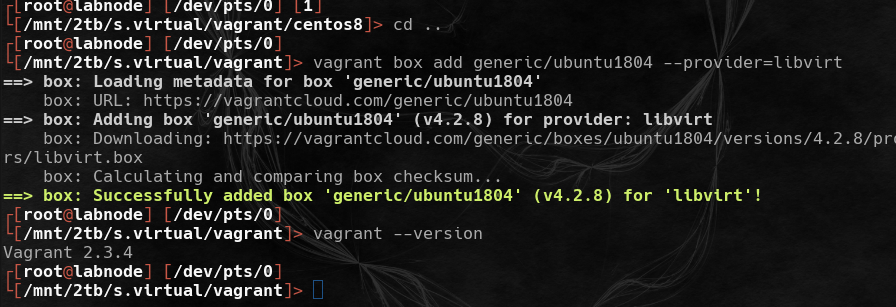 ┌[root@labnode] [/dev/pts/0] [1]
└[/mnt/2tb/s.virtual/vagrant/centos8]> cd ..
┌[root@labnode] [/dev/pts/0]
└[/mnt/2tb/s.virtual/vagrant]> vagrant box add generic/ubuntu1804 --provider=libvirt
==> box: Loading metadata for box 'generic/ubuntu1804'
    box: URL: https://vagrantcloud.com/generic/ubuntu1804
==> box: Adding box 'generic/ubuntu1804' (v4.2.8) for provider: libvirt
    box: Downloading: https://vagrantcloud.com/generic/boxes/ubuntu1804/versions/4.2.8/pro
rs/libvirt.box
    box: Calculating and comparing box checksum...
==> box: Successfully added box 'generic/ubuntu1804' (v4.2.8) for 'libvirt'!
┌[root@labnode] [/dev/pts/0]
└[/mnt/2tb/s.virtual/vagrant]> vagrant --version
Vagrant 2.3.4
┌[root@labnode] [/dev/pts/0]
└[/mnt/2tb/s.virtual/vagrant]>